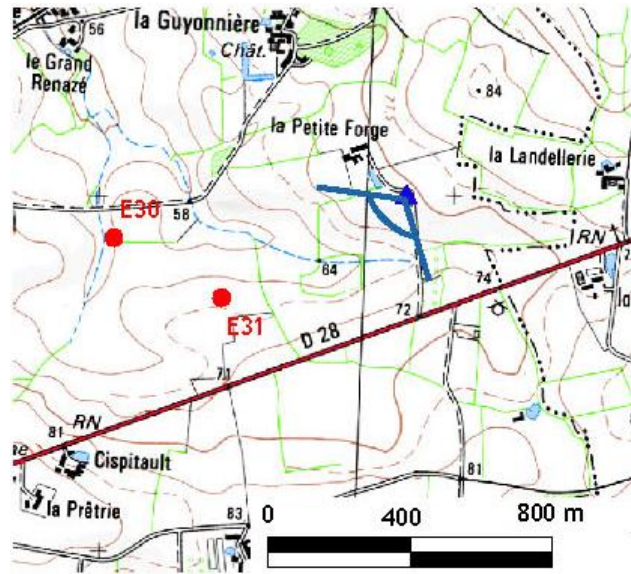 56
la Guyonnière
le Grand
Renazé
Chât.
84
la Petite Forge
la Landellerie
E30
58
RN
64
74
E31
72
D 28
71
RN
81
Cispitault
81
la Prêtrie
83
0 400 800 m